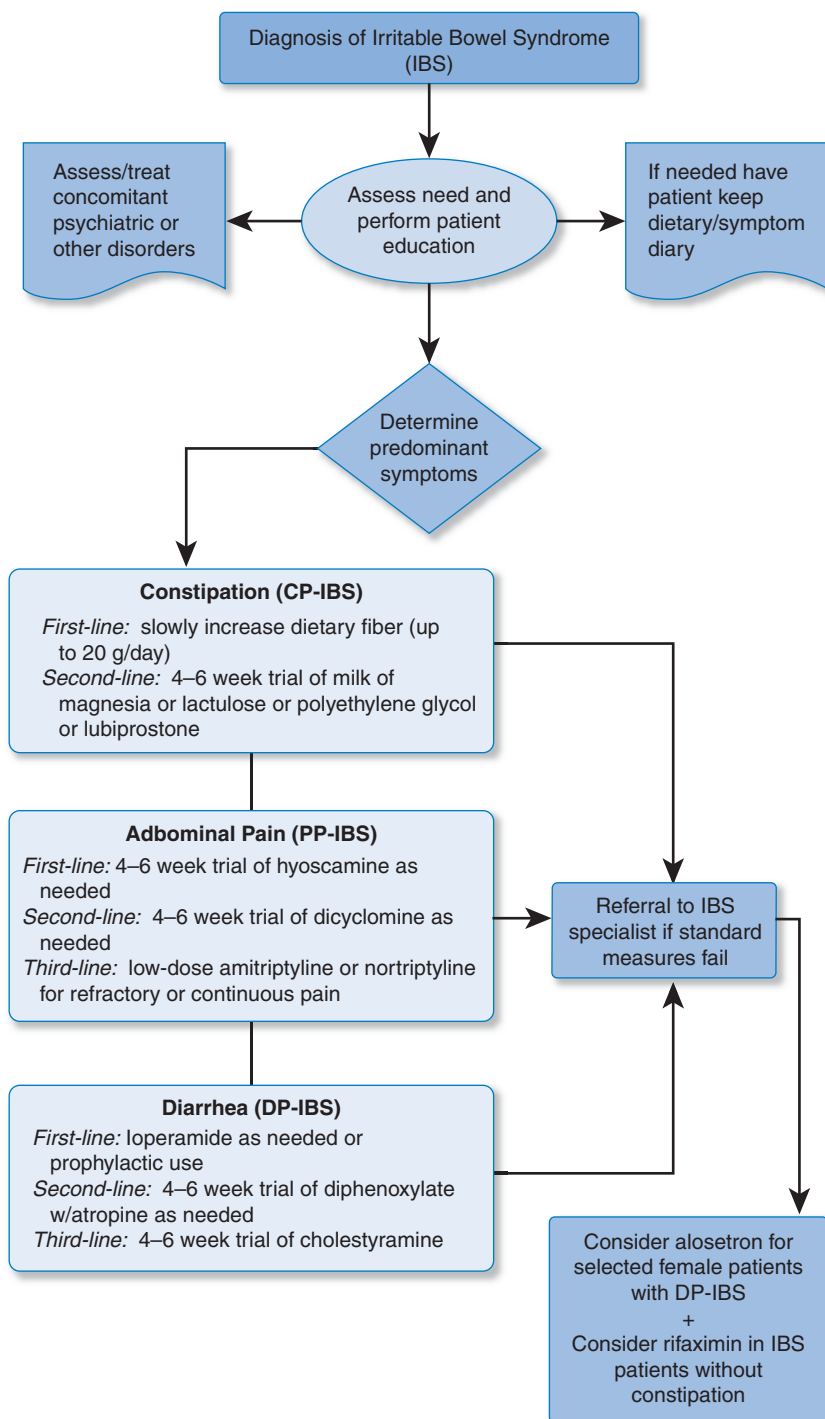 Diagnosis of Irritable Bowel Syndrome
(IBS)
Assess/treat
concomitant
psychiatric or
other disorders
Assess need and
perform patient
education
If needed have
patient keep
dietary/symptom
diary
Determine
predominant
symptoms
Constipation (CP-IBS)
First-line: slowly increase dietary fiber (up
to 20 g/day)
Second-line: 4–6 week trial of milk of
magnesia or lactulose or polyethylene glycol
or lubiprostone
Adbominal Pain (PP-IBS)
First-line: 4–6 week trial of hyoscamine as
needed
Second-line: 4–6 week trial of dicyclomine as
needed
Third-line: low-dose amitriptyline or nortriptyline
for refractory or continuous pain
Diarrhea (DP-IBS)
First-line: loperamide as needed or
prophylactic use
Second-line: 4–6 week trial of diphenoxylate
w/atropine as needed
Third-line: 4–6 week trial of cholestyramine
Referral to IBS
specialist if standard
measures fail
Consider alosetron for
selected female patients
with DP-IBS
+
Consider rifaximin in IBS
patients without
constipation